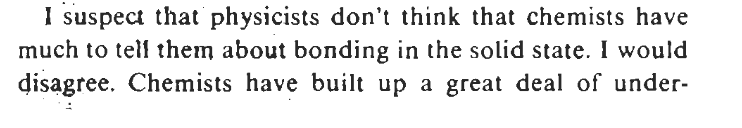 I suspect that physicists don't think that chemists have
much to tell them about bonding in the solid state. I would
disagree. Chemists have built up a great deal of under-